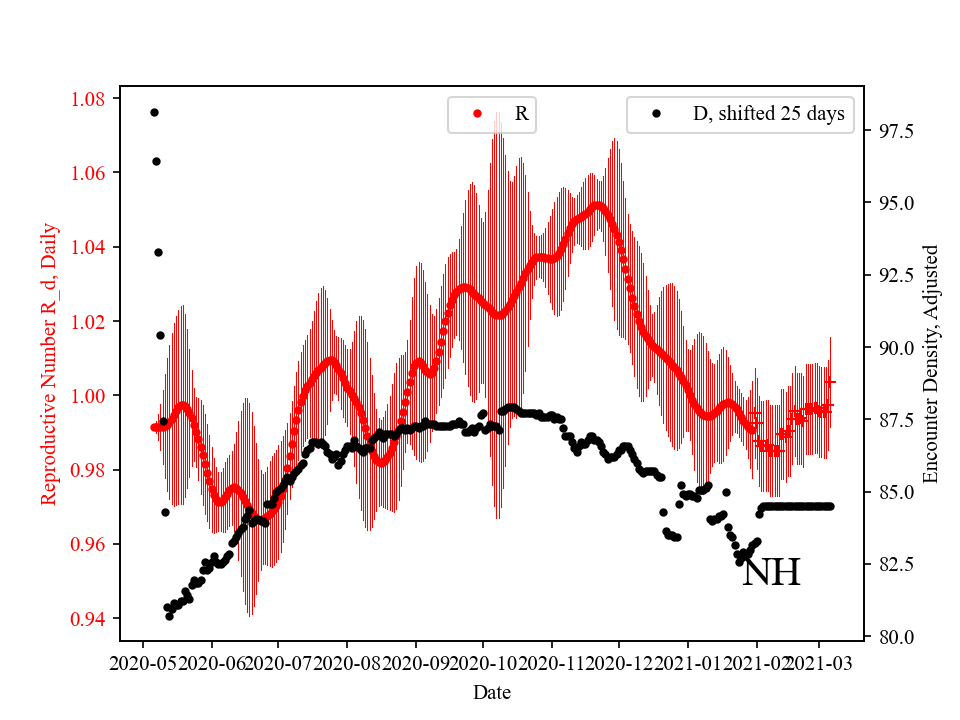 R
D, shifted 25 days
Reproductive Number R_d, Daily
1.08
1.06
1.04
1.02
1.00
0.98
0.96
0.94
97.5
95.0
92.5
90.0
87.5
85.0
82.5
80.0
Encounter Density, Adjusted
NH
2020-05 2020-06 2020-07 2020-08 2020-09 2020-10 2020-11 2020-12 2021-01 2021-02 2021-03
Date